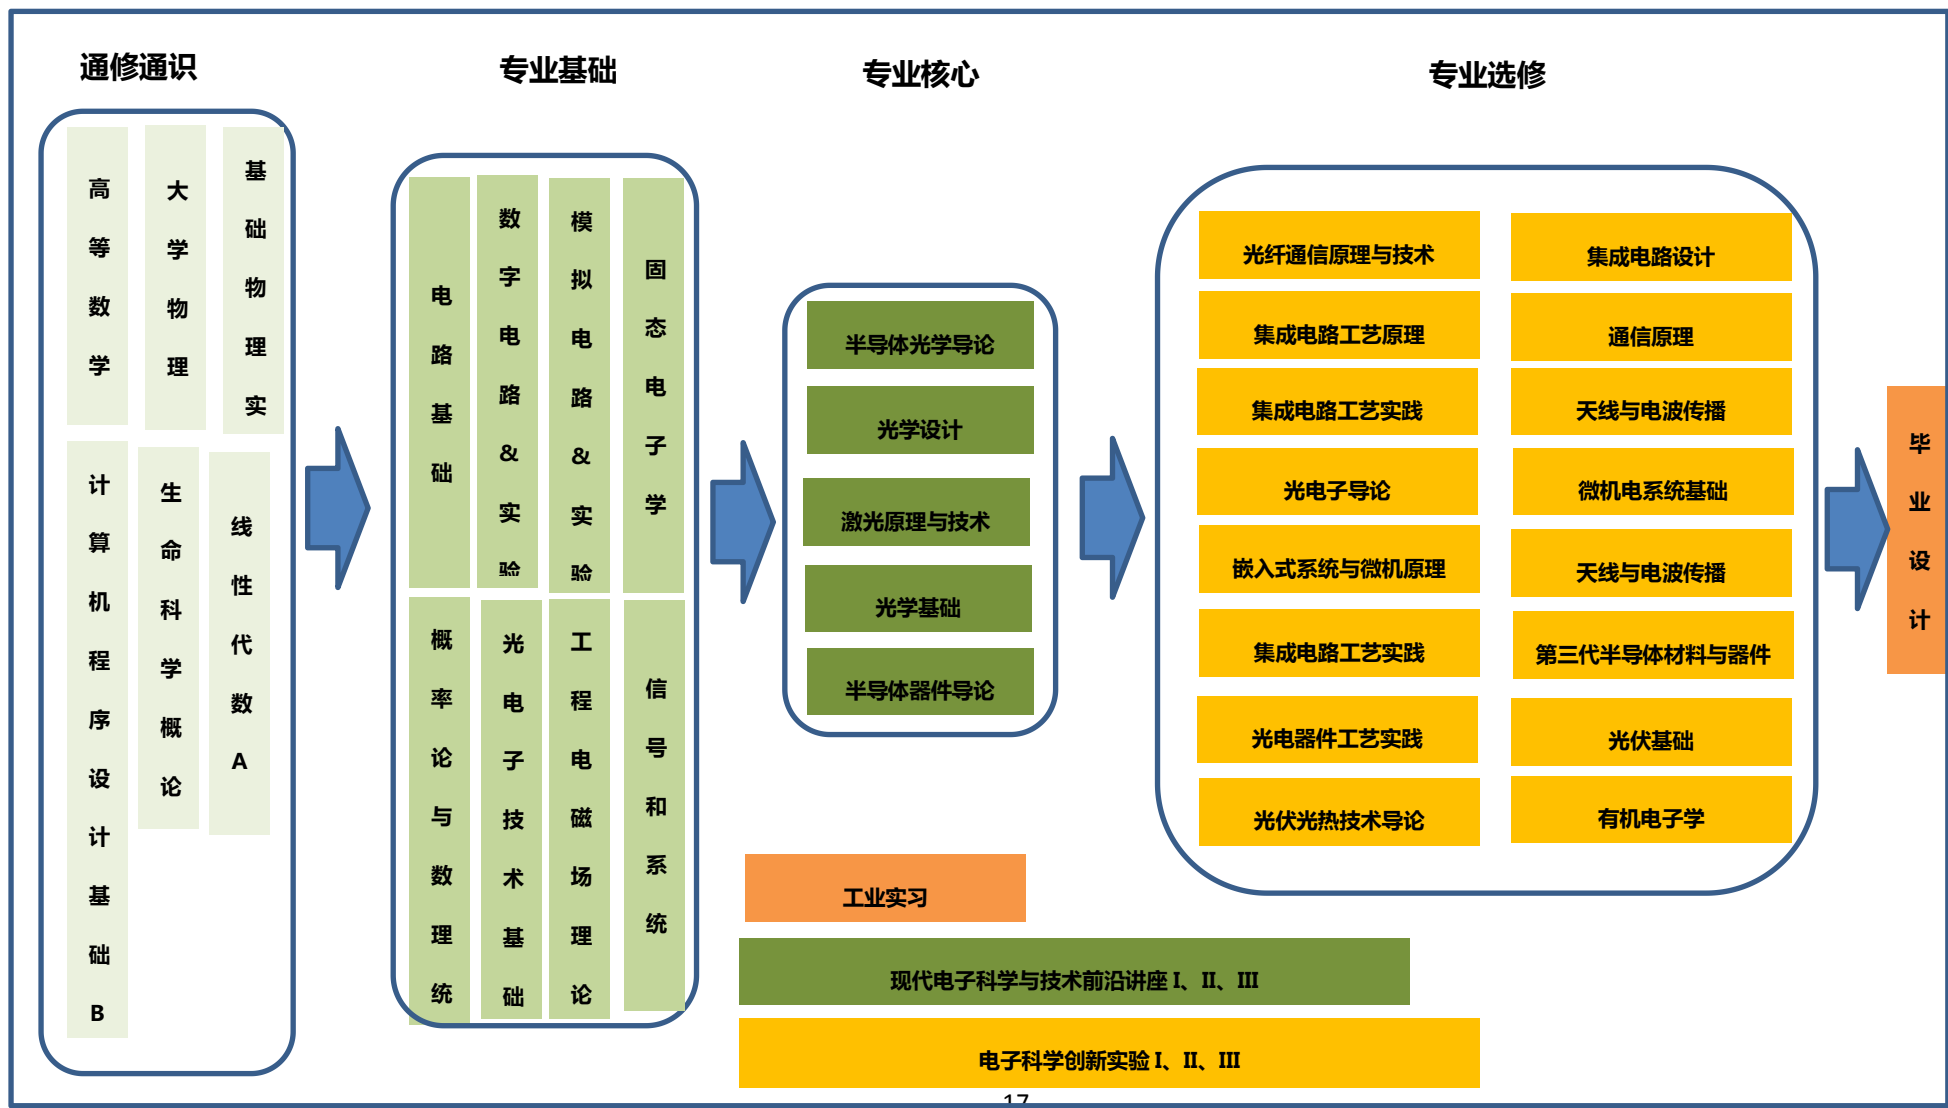 通修通识
专业基础
专业核心
专业选修
高等数学
大学物理
基础物理实
计算机程序设计基础B
生命科学概论
线性代数A
电路基础
数字电路&实验
模拟电路&实验
固态电子学
概率论与数理统
光电子技术基础
工程电磁场理论
信号和系统
半导体光学导论
光学设计
激光原理与技术
光学基础
半导体器件导论
光纤通信原理与技术
集成电路设计
集成电路工艺原理
通信原理
集成电路工艺实践
天线与电波传播
光电子导论
微机电系统基础
嵌入式系统与微机原理
天线与电波传播
集成电路工艺实践
第三代半导体材料与器件
光电器件工艺实践
光伏基础
光伏光热技术导论
有机电子学
毕业设计
工业实习
现代电子科学与技术前沿讲座 I、II、III
电子科学创新实验 I、II、III
17